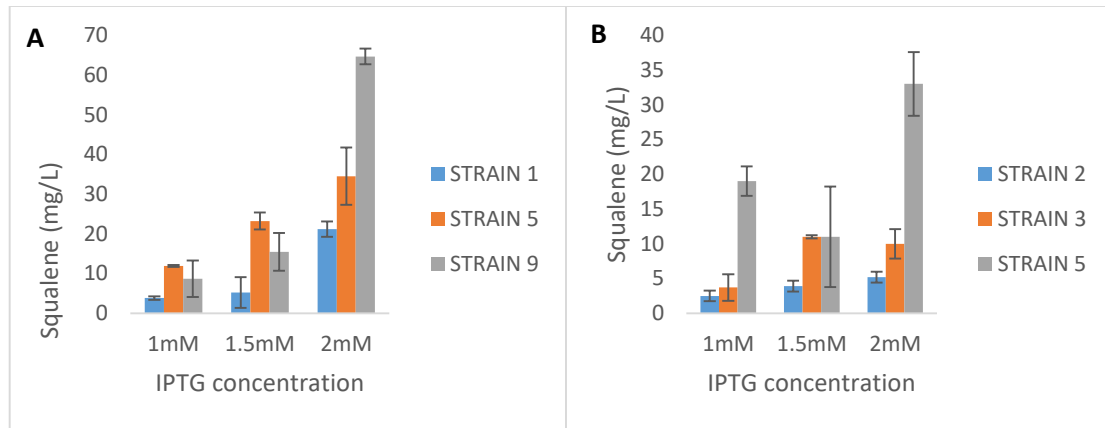 A
70
60
50
40
30
20
10
0
Squalene (mg/L)
1mM 1.5mM 2mM
IPTG concentration
STRAIN 1
STRAIN 5
STRAIN 9
B
40
35
30
25
20
15
10
5
0
Squalene (mg/L)
1mM 1.5mM 2mM
IPTG concentration
STRAIN 2
STRAIN 3
STRAIN 5